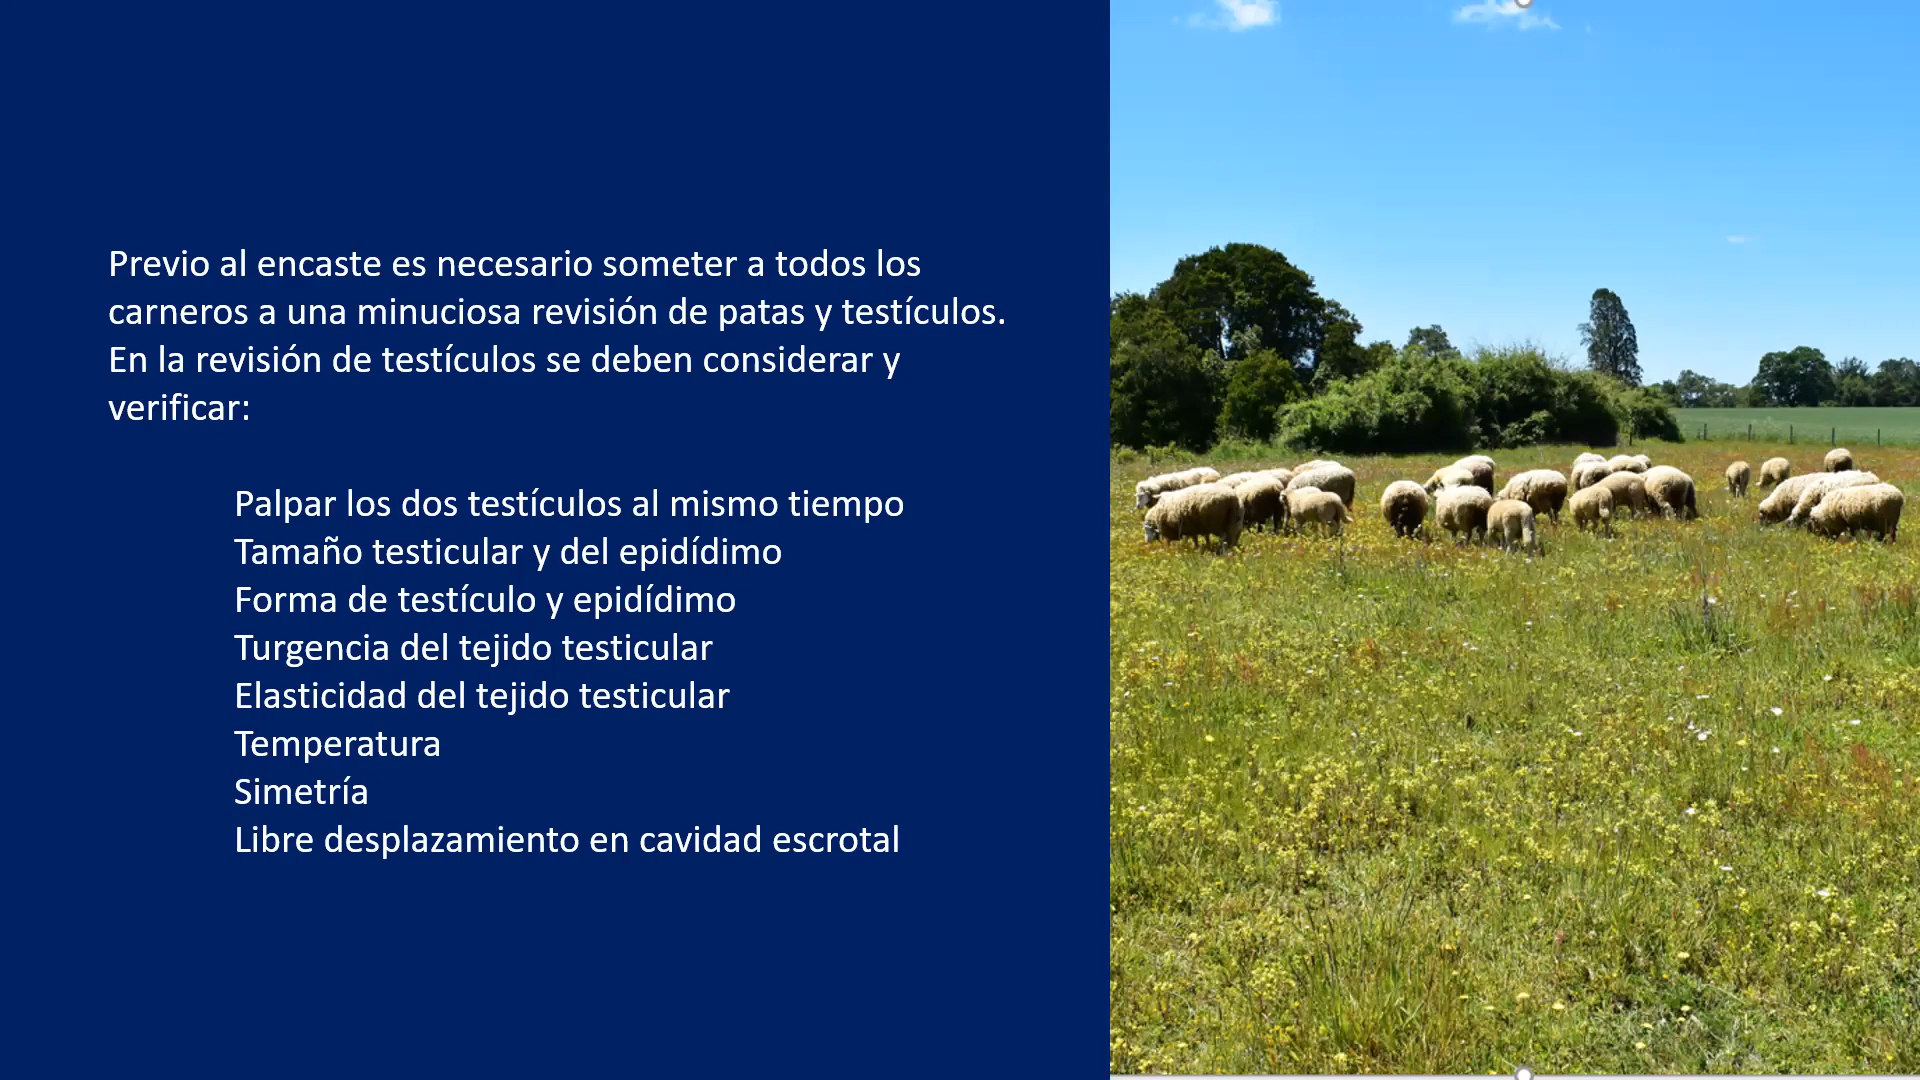 Previo al encaste es necesario someter a todos los
carneros a una minuciosa revisión de patas y testículos.
En la revisión de testículos se deben considerar y
verificar:
Palpar los dos testículos al mismo tiempo
Tamaño testicular y del epidídimo
Forma de testículo y epidídimo
Turgencia del tejido testicular
Elasticidad del tejido testicular
Temperatura
Simetría
Libre desplazamiento en cavidad escrotal